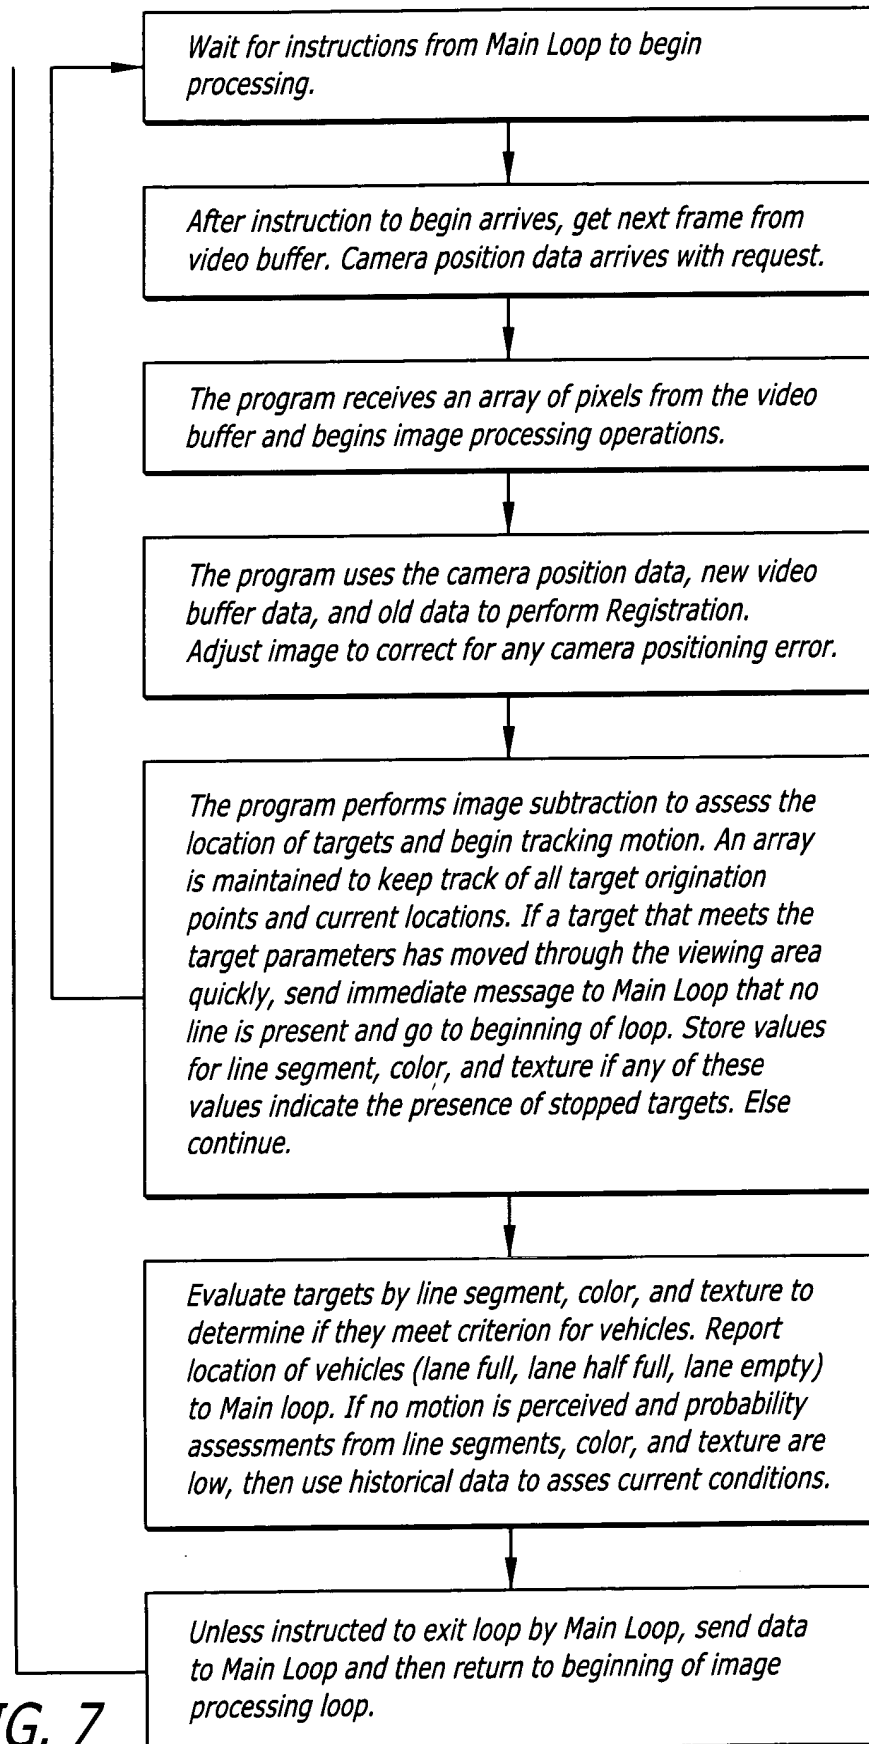 Wait for instructions from Main Loop to begin
processing.
After instruction to begin arrives, get next frame from
video buffer. Camera position data arrives with request.
The program receives an array of pixels from the video
buffer and begins image processing operations.
The program uses the camera position data, new video
buffer data, and old data to perform Registration.
Adjust image to correct for any camera positioning error.
The program performs image subtraction to assess the
location of targets and begin tracking motion. An array
is maintained to keep track of all target origination
points and current locations. If a target that meets the
target parameters has moved through the viewing area
quickly, send immediate message to Main Loop that no
line is present and go to beginning of loop. Store values
for line segment, color, and texture if any of these
values indicate the presence of stopped targets. Else
continue.
Evaluate targets by line segment, color, and texture to
determine if they meet criterion for vehicles. Report
location of vehicles (lane full, lane half full, lane empty)
to Main loop. If no motion is perceived and probability
assessments from line segments, color, and texture are
low, then use historical data to asses current conditions.
Unless instructed to exit loop by Main Loop, send data
to Main Loop and then return to beginning of image
processing loop.
IG. 7